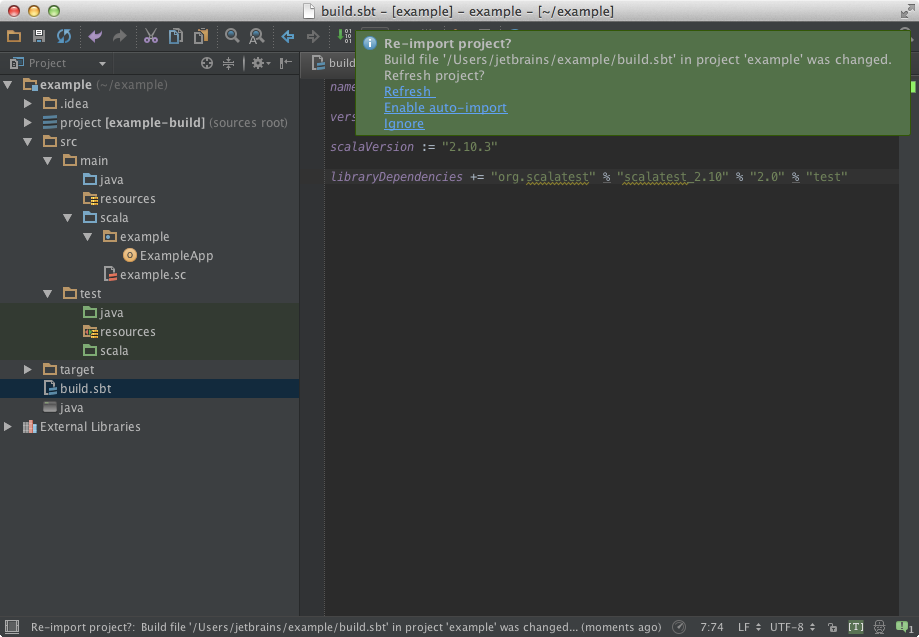 build.sbt – [example] – example – [~/example]
Project
build
Re-import project?
Build file '/Users/jetbrains/example/build.sbt' in project 'example' was changed.
Refresh project?
Refresh
Enable auto-import
Ignore
example (~/example)
.idea
project [example-build] (sources root)
src
main
java
resources
scala
example
ExampleApp
example.sc
test
java
resources
scala
target
build.sbt
java
External Libraries
name
vers
scalaVersion := "2.10.3"
libraryDependencies += "org.scalatest" % "scalatest_2.10" % "2.0" % "test"
Re-import project?: Build file '/Users/jetbrains/example/build.sbt' in project 'example' was changed... (moments ago) 7:74 LF UTF-8 [T]